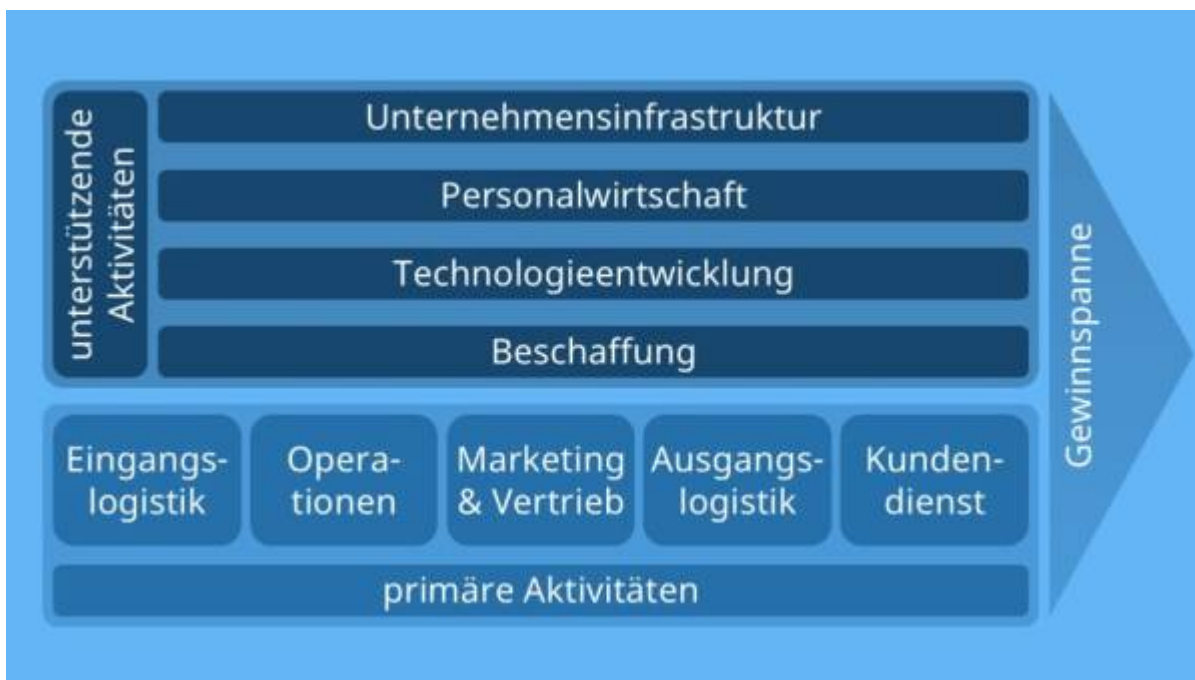 unterstützende
Aktivitäten
Unternehmensinfrastruktur
Personalwirtschaft
Technologieentwicklung
Beschaffung
Eingangs-
logistik
Opera-
tionen
Marketing
& Vertrieb
Ausgangs-
logistik
Kunden-
dienst
primäre Aktivitäten
Gewinnspanne